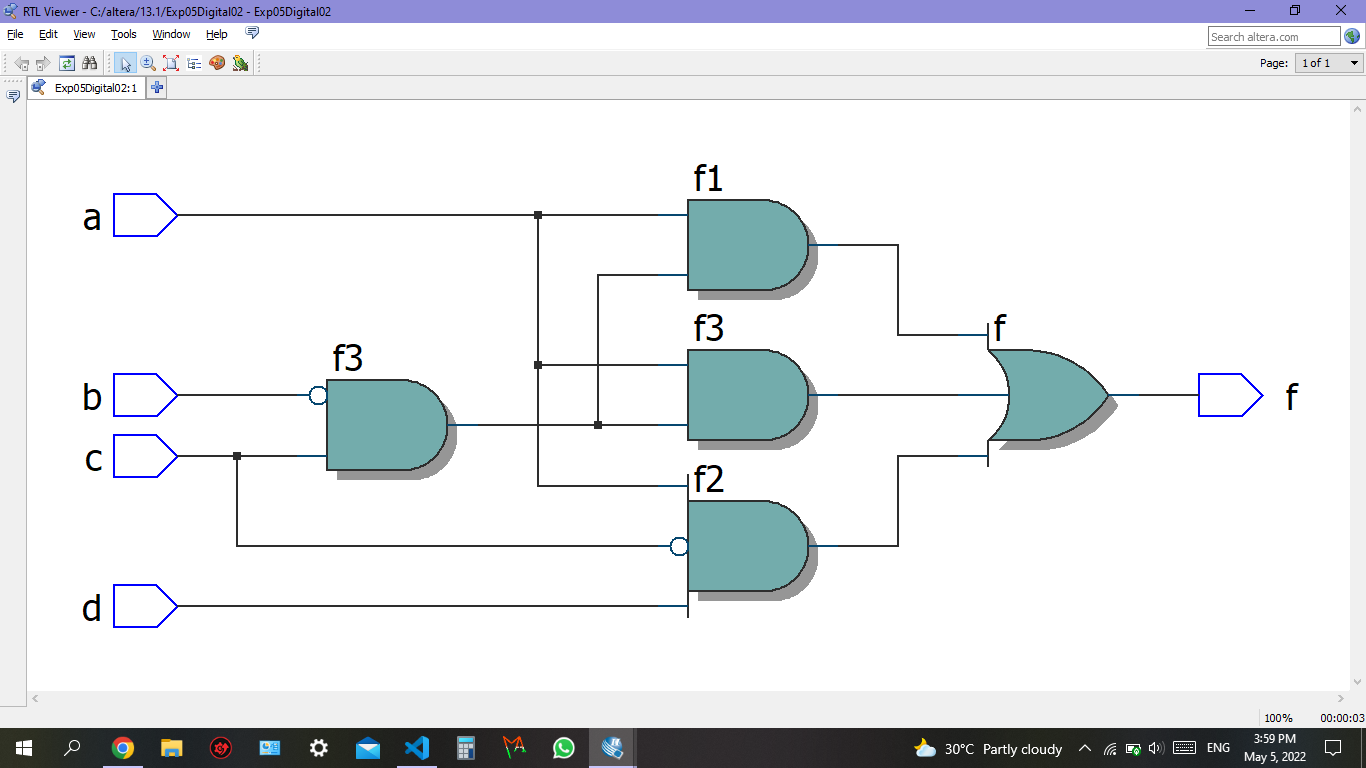 RTL Viewer - C:/altera/13.1/Exp05Digital02 - Exp05Digital02
File Edit View Tools Window Help
Search altera.com
Page: 1 of 1
Exp05Digital02:1
f1
a
f3
f
f3
b
f
c
f2
d
100% 00:00:03
30°C Partly cloudy
ENG
3:59 PM
May 5, 2022